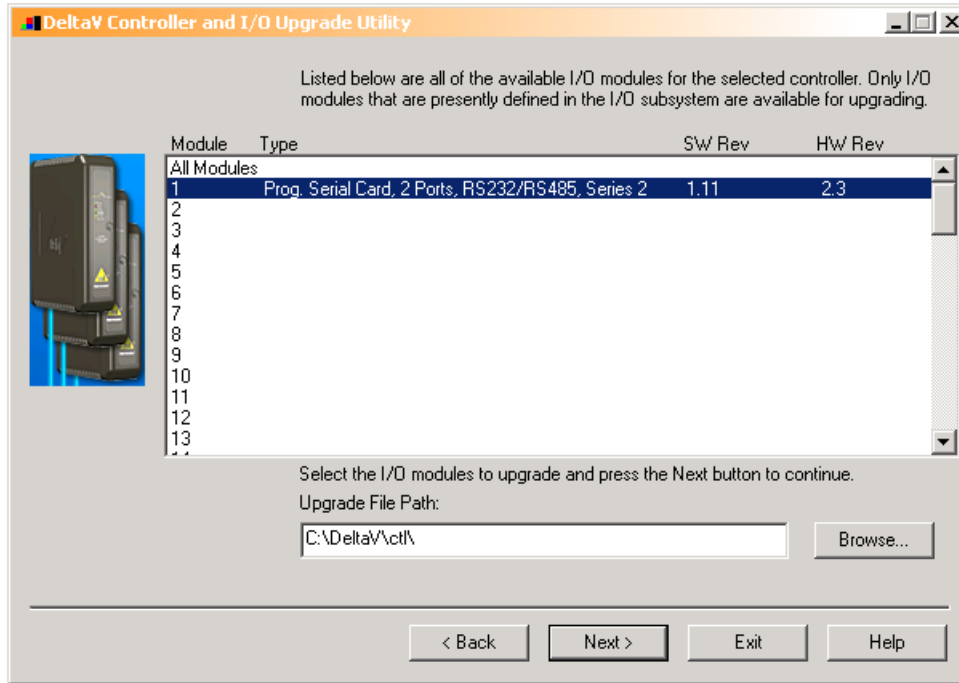 DeltaV Controller and I/O Upgrade Utility
Listed below are all of the available I/O modules for the selected controller. Only I/O
modules that are presently defined in the I/O subsystem are available for upgrading.
Module Type SW Rev HW Rev
All Modules
1 Prog. Serial Card, 2 Ports, RS232/RS485, Series 2 1.11 2.3
2
3
4
5
6
7
8
9
10
11
12
13
Select the I/O modules to upgrade and press the Next button to continue.
Upgrade File Path:
C:\DeltaV\ctl\ Browse...
< Back Next > Exit Help